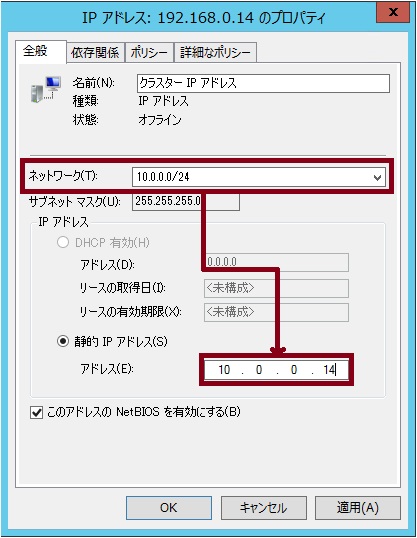 IP アドレス: 192.168.0.14 のプロパティ
x
全般 依存関係 ポリシー 詳細なポリシー
名前(N): クラスター IP アドレス
種類: IP アドレス
状態: オフライン
ネットワーク(T): 10.0.0.0/24
サブネット マスク(U): 255.255.255.0
IP アドレス
DHCP 有効(H)
アドレス(D): 0.0.0.0
リースの取得日(I): <未構成>
リースの有効期限(X): <未構成>
静的 IP アドレス(S)
アドレス(E): 10 . 0 . 0 . 14
このアドレスの NetBIOS を有効にする(B)
OK キャンセル 適用(A)